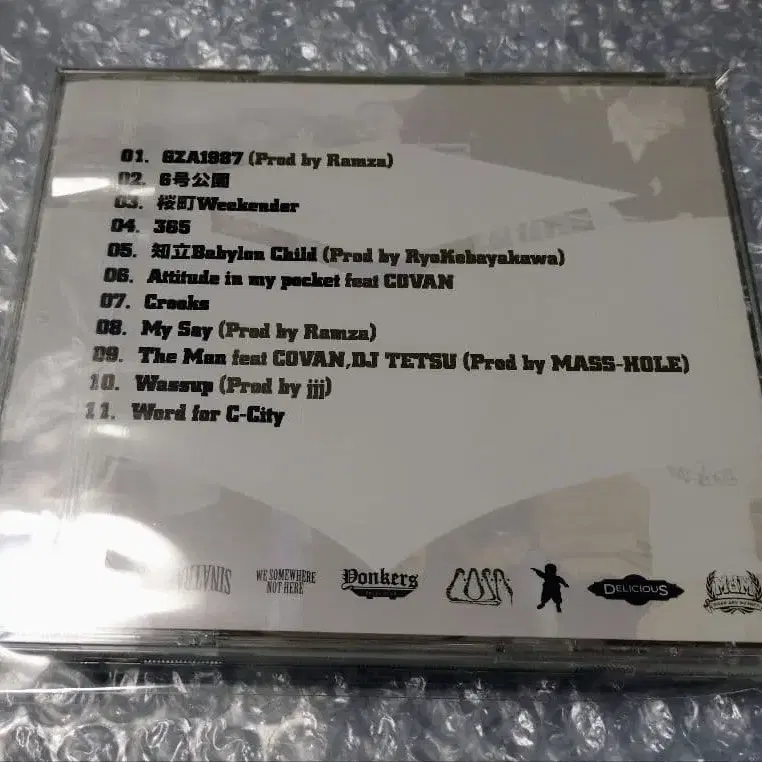 01. GZA1987 (Prod by Ramza)
02. 6号公園
03. 桜町Weekender
04. 365
05. 知立Babylon Child (Prod by RyoKobayakawa)
06. Attitude in my pocket feat COVAN
07. Crooks
08. My Say (Prod by Ramza)
09. The Man feat COVAN,DJ TETSU (Prod by MASS-HOLE)
10. Wassup (Prod by jjj)
11. Word for C-City
SINATRA
WE SOMEWHERE
NOT HERE
Yonkers
DELICIOUS